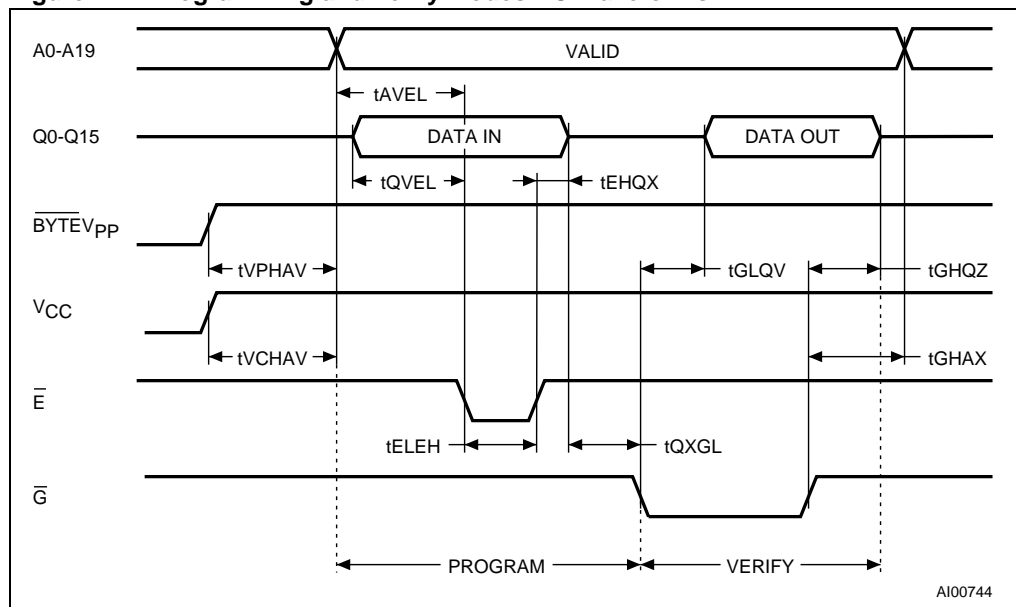 A0-A19
VALID
tAVEL
Q0-Q15
DATA IN
DATA OUT
tQVEL
tEHQX
BYTEVPP
tVPHAV
tGLQV
tGHQZ
VCC
tVCHAV
tGHAX
E
tELEH
tQXGL
G
PROGRAM
VERIFY
AI00744